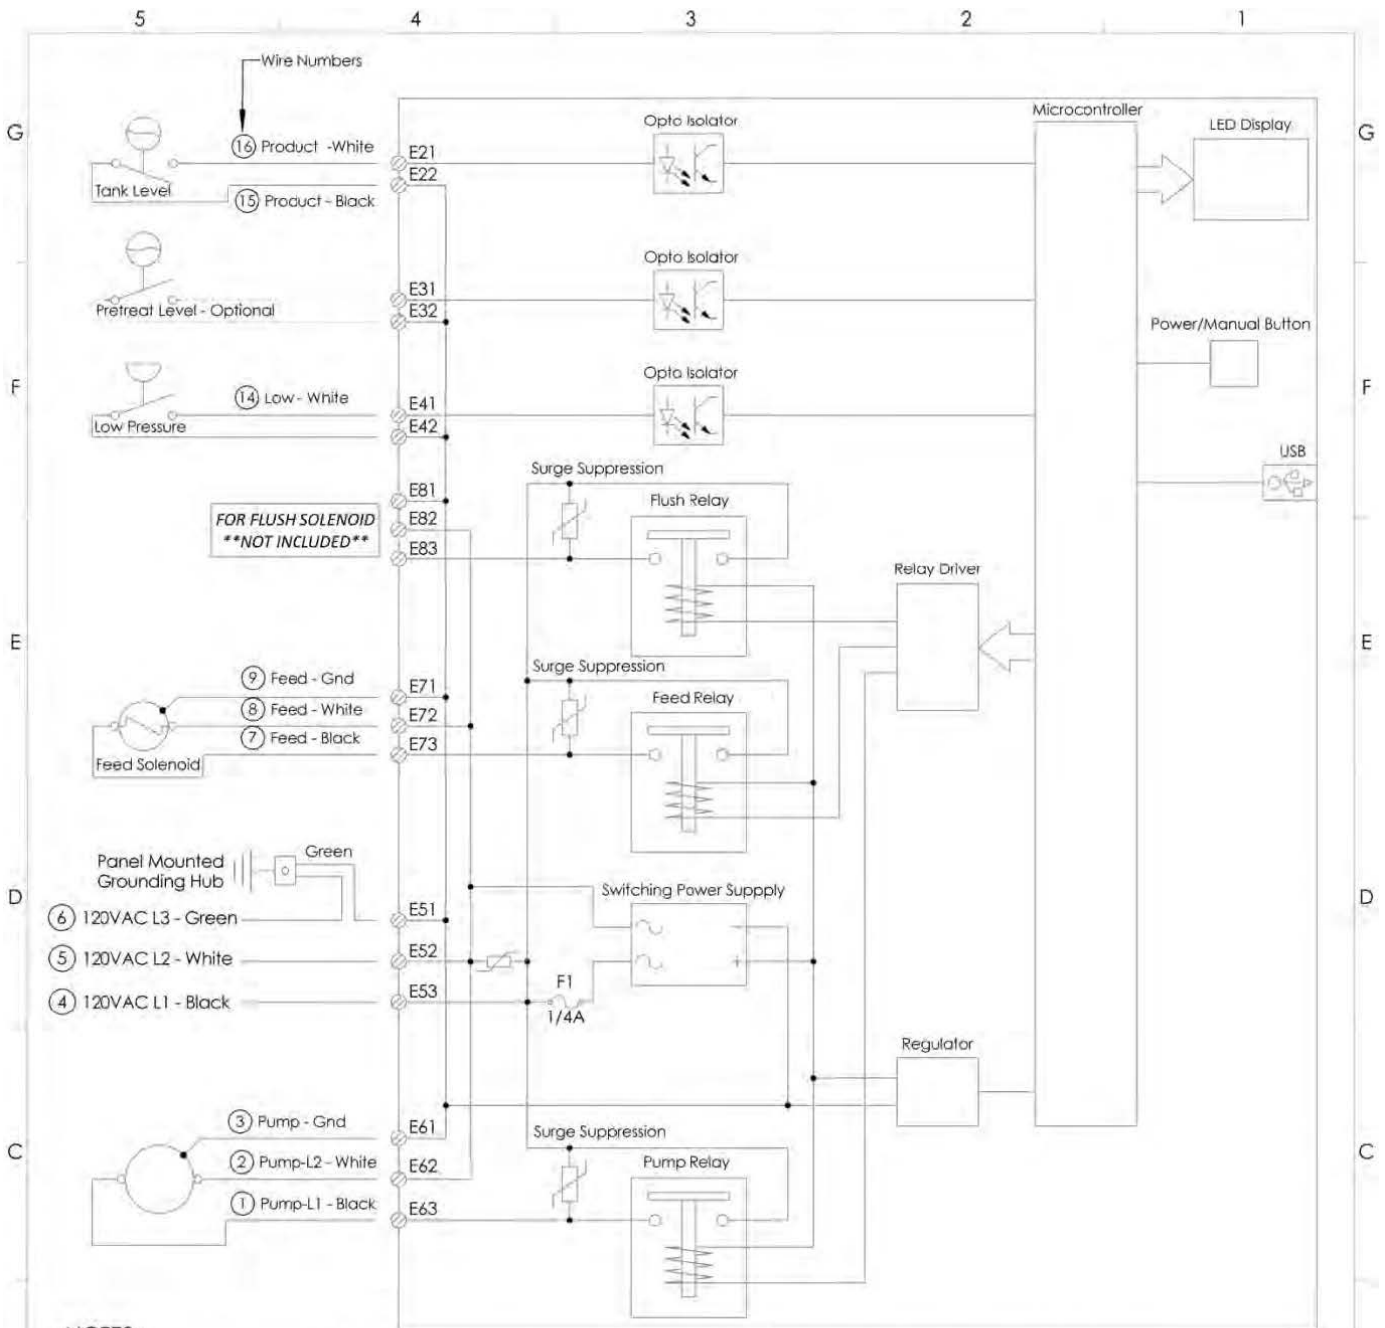 5 4 3 2 1
Wire Numbers
G
16 Product -White
Tank Level
15 Product - Black
E21
E22
Opto Isolator
Microcontroller
LED Display
G
Pretreat Level - Optional
E31
E32
Opto Isolator
Power/Manual Button
F
14 Low - White
Low Pressure
E41
E42
Opto Isolator
F
USB
FOR FLUSH SOLENOID
**NOT INCLUDED**
E81
E82
E83
Surge Suppression
Flush Relay
Relay Driver
E
E
9 Feed - Gnd
8 Feed - White
7 Feed - Black
Feed Solenoid
E71
E72
E73
Surge Suppression
Feed Relay
Panel Mounted
Grounding Hub
Green
D
6 120VAC L3 - Green
5 120VAC L2 - White
4 120VAC L1 - Black
E51
E52
E53
F1
1/4A
Switching Power Suppply
D
Regulator
C
3 Pump - Gnd
2 Pump-L2 - White
1 Pump-L1 - Black
E61
E62
E63
Surge Suppression
Pump Relay
C